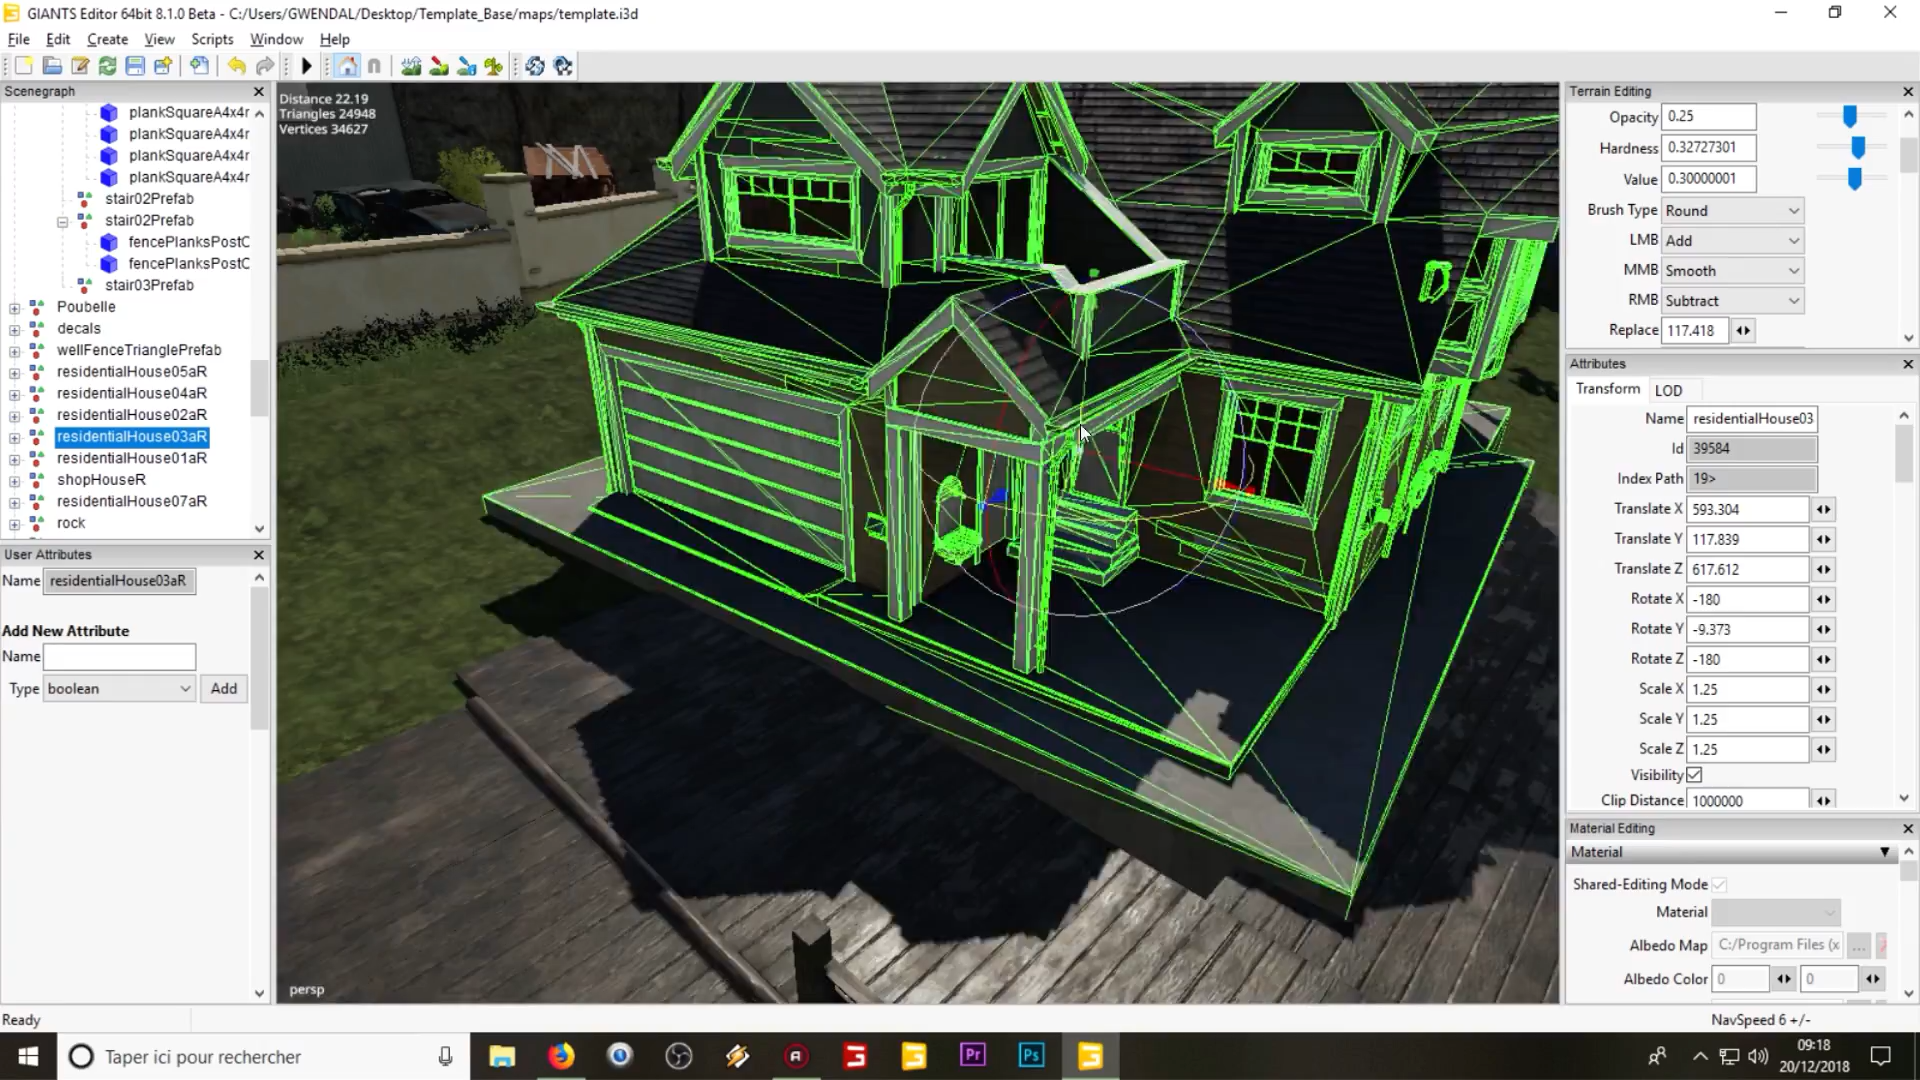 GIANTS Editor 64bit 8.1.0 Beta - C:/Users/GWENDAL/Desktop/Template_Base/maps/template.i3d
File Edit Create View Scripts Window Help
Scenegraph
plankSquareA4x4r
plankSquareA4x4r
plankSquareA4x4r
plankSquareA4x4r
stair02Prefab
stair02Prefab
fencePlanksPostC
fencePlanksPostC
stair03Prefab
Poubelle
decals
wellFenceTrianglePrefab
residentialHouse05aR
residentialHouse04aR
residentialHouse02aR
residentialHouse03aR
residentialHouse01aR
shopHouseR
residentialHouse07aR
rock
User Attributes
Name residentialHouse03aR
Add New Attribute
Name
Type boolean Add
Distance 22.19
Triangles 24948
Vertices 34627
persp
Terrain Editing
Opacity 0.25
Hardness 0.32727301
Value 0.30000001
Brush Type Round
LMB Add
MMB Smooth
RMB Subtract
Replace 117.418
Attributes
Transform LOD
Name residentialHouse03
Id 39584
Index Path 19>
Translate X 593.304
Translate Y 117.839
Translate Z 617.612
Rotate X -180
Rotate Y -9.373
Rotate Z -180
Scale X 1.25
Scale Y 1.25
Scale Z 1.25
Visibility
Clip Distance 1000000
Material Editing
Material
Shared-Editing Mode
Material
Albedo Map C:/Program Files (x ...
Albedo Color 0 0
Ready
NavSpeed 6 +/-
Taper ici pour rechercher
Pr
Ps
09:18
20/12/2018